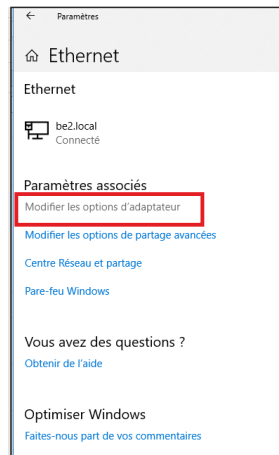 ← Paramètres
Ethernet
Ethernet
be2.local
Connecté
Paramètres associés
Modifier les options d'adaptateur
Modifier les options de partage avancées
Centre Réseau et partage
Pare-feu Windows
Vous avez des questions ?
Obtenir de l'aide
Optimiser Windows
Faites-nous part de vos commentaires